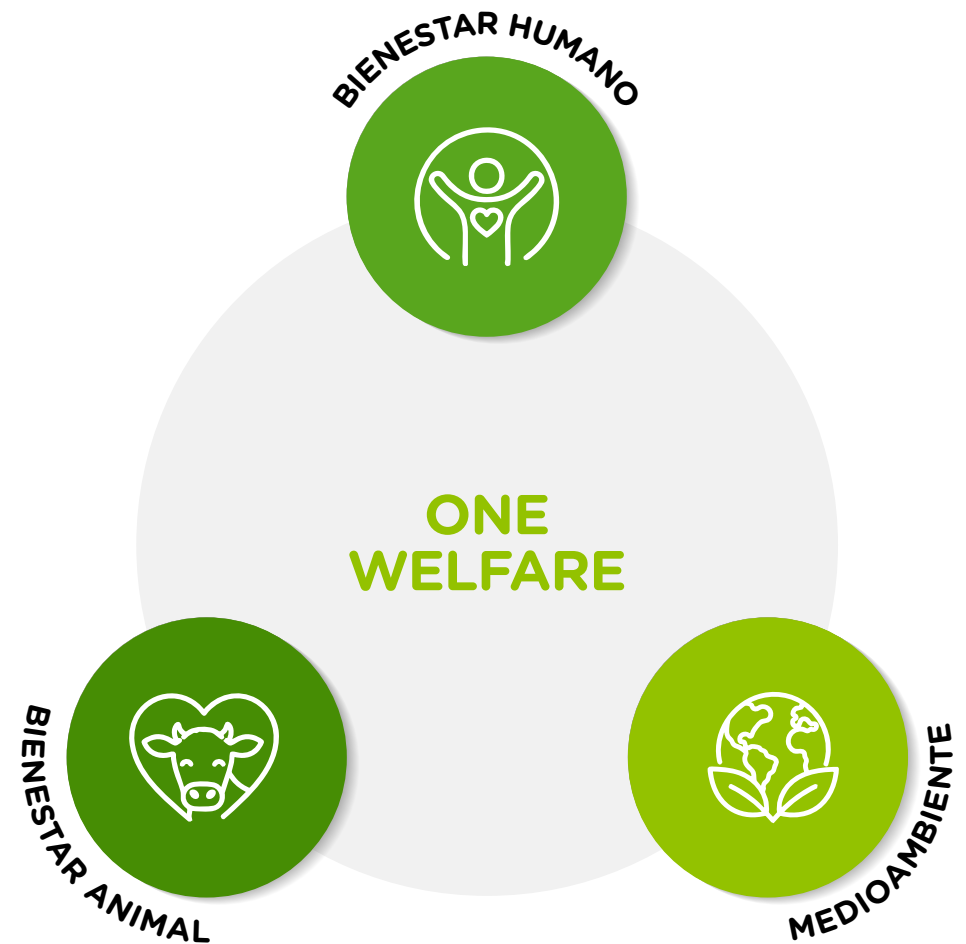 BIENESTAR HUMANO
ONE
WELFARE
BIENESTAR ANIMAL
MEDIOAMBIENTE